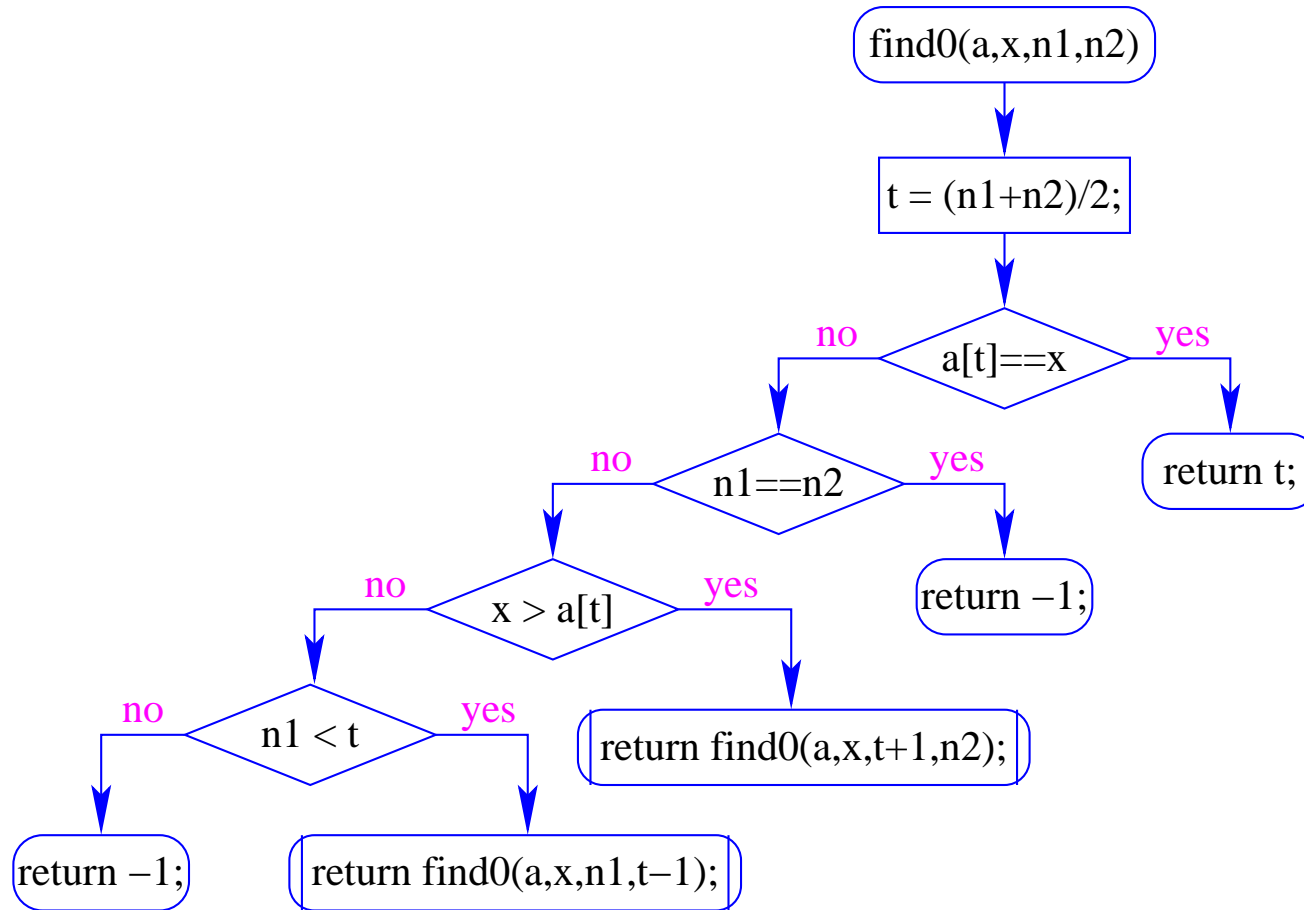 find0(a,x,n1,n2)
t = (n1+n2)/2;
no
yes
a[t]==x
no
yes
n1==n2
return t;
no
yes
x > a[t]
return −1;
no
yes
n1 < t
return find0(a,x,t+1,n2);
return −1;
return find0(a,x,n1,t−1);